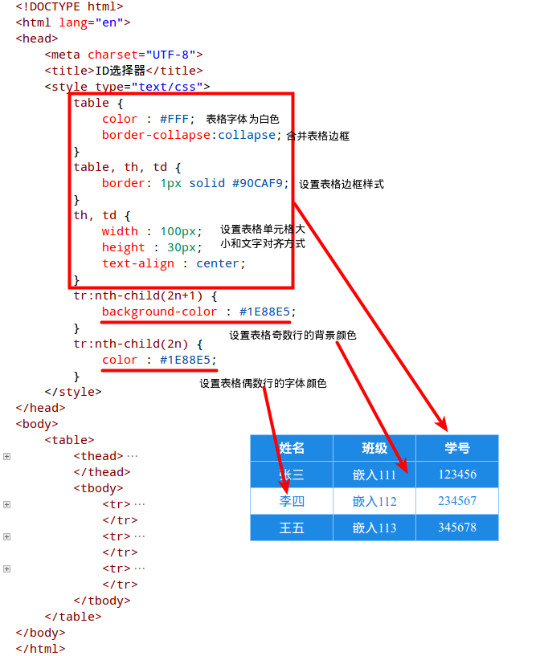 <!DOCTYPE html>
<html lang="en">
<head>
<meta charset="UTF-8">
<title>ID选择器</title>
<style type="text/css">
table {
color : #FFF; 表格字体为白色
border-collapse:collapse; 合并表格边框
}
table, th, td {
border: 1px solid #90CAF9; 设置表格边框样式
}
th, td {
width : 100px; 设置表格单元格大
height : 30px; 小和文字对齐方式
text-align : center;
}
tr:nth-child(2n+1) {
background-color : #1E88E5;
} 设置表格奇数行的背景颜色
tr:nth-child(2n) {
color : #1E88E5;
} 设置表格偶数行的字体颜色
</style>
</head>
<body>
<table>
<thead>...
</thead>
<tbody>
<tr>...
</tr>
<tr>...
</tr>
<tr>...
</tr>
</tbody>
</table>
</body>
</html>
姓名 班级 学号
张三 嵌入111 123456
李四 嵌入112 234567
王五 嵌入113 345678